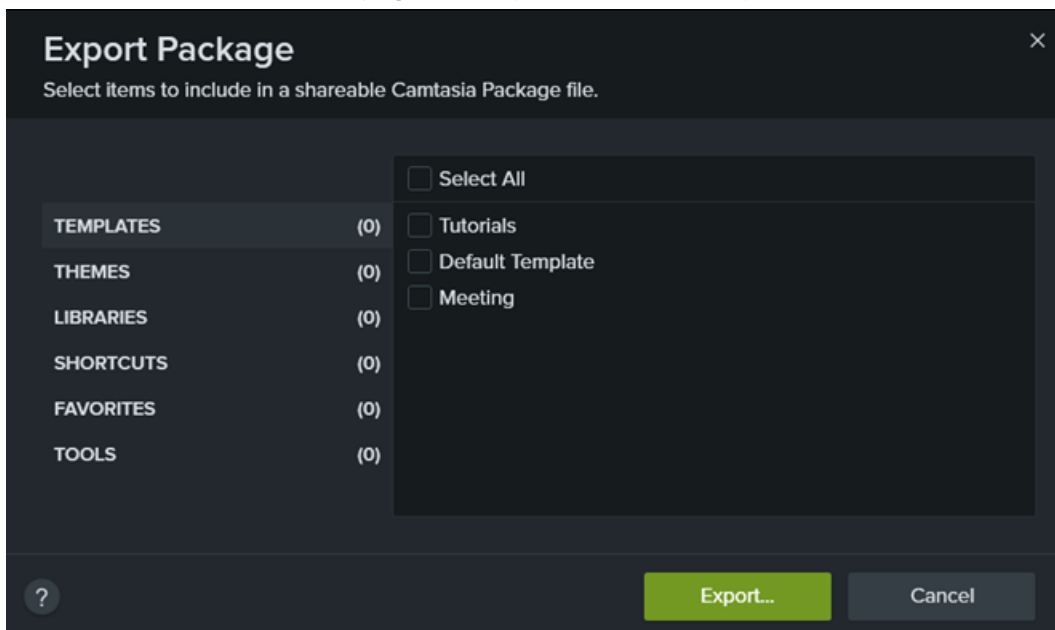 Export Package
×
Select items to include in a shareable Camtasia Package file.
Select All
TEMPLATES (0)
Tutorials
Default Template
THEMES (0)
Meeting
LIBRARIES (0)
SHORTCUTS (0)
FAVORITES (0)
TOOLS (0)
?
Export...
Cancel